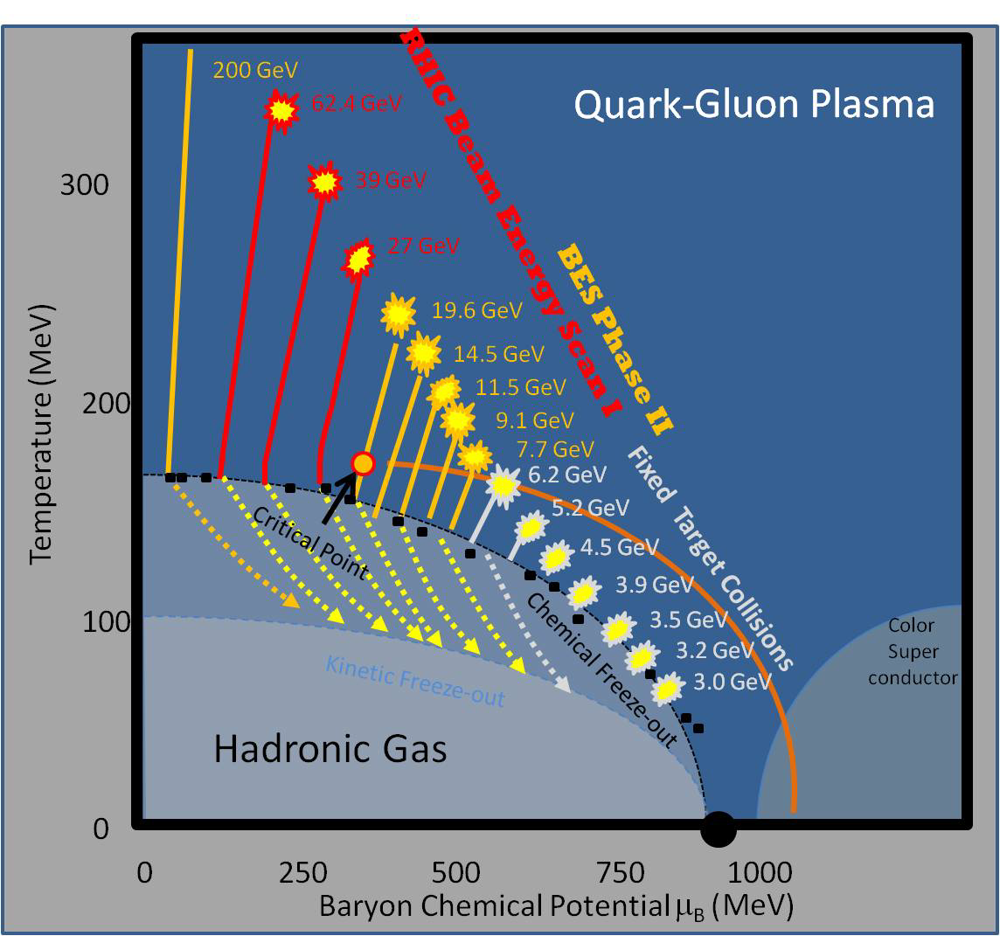 200 GeV
62.4 GeV
39 GeV
27 GeV
19.6 GeV
14.5 GeV
11.5 GeV
9.1 GeV
7.7 GeV
6.2 GeV
5.2 GeV
4.5 GeV
3.9 GeV
3.5 GeV
3.2 GeV
3.0 GeV
RHIC Beam Energy Scan I
BES Phase II
Fixed Target Collisions
Quark-Gluon Plasma
Critical Point
Chemical Freeze-out
Kinetic Freeze-out
Hadronic Gas
Color
Super
conductor
Temperature (MeV)
300
200
100
0
0 250 500 750 1000
Baryon Chemical Potential μB (MeV)